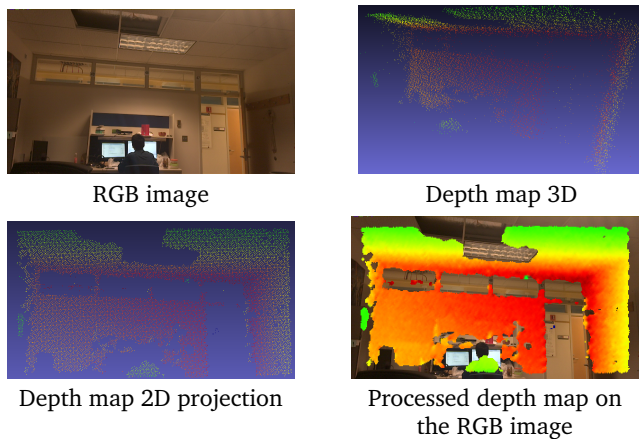 RGB image
Depth map 3D
Depth map 2D projection
Processed depth map on
the RGB image